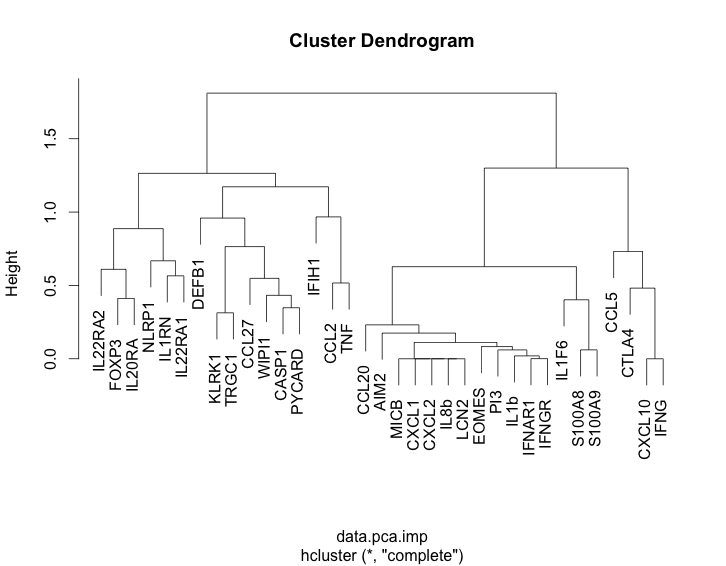 Cluster Dendrogram
Height
1.5
1.0
0.5
0.0
IL22RA2
FOXP3
IL20RA
NLRP1
IL1RN
IL22RA1
DEFB1
KLRK1
TRGC1
CCL27
WIPI1
CASP1
PYCARD
IFIH1
CCL2
TNF
CCL20
AIM2
MICB
CXCL1
CXCL2
IL8b
LCN2
EOMES
PI3
IL1b
IFNAR1
IFNGR
IL1F6
S100A8
S100A9
CCL5
CTLA4
CXCL10
IFNG
data.pca.imp
hcluster (*, "complete")